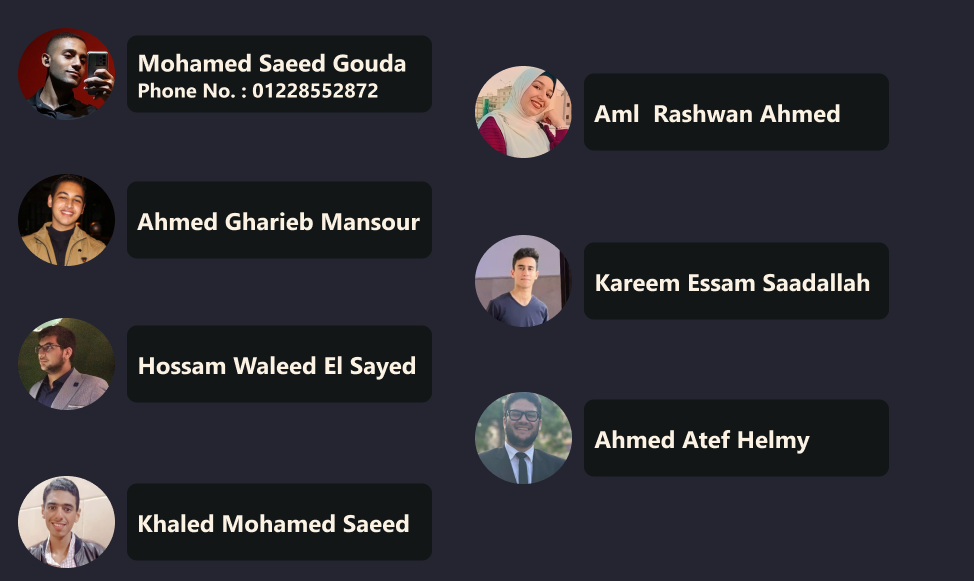 Mohamed Saeed Gouda
Phone No. : 01228552872
Ahmed Gharieb Mansour
Hossam Waleed El Sayed
Khaled Mohamed Saeed
Aml  Rashwan Ahmed
Kareem Essam Saadallah
Ahmed Atef Helmy